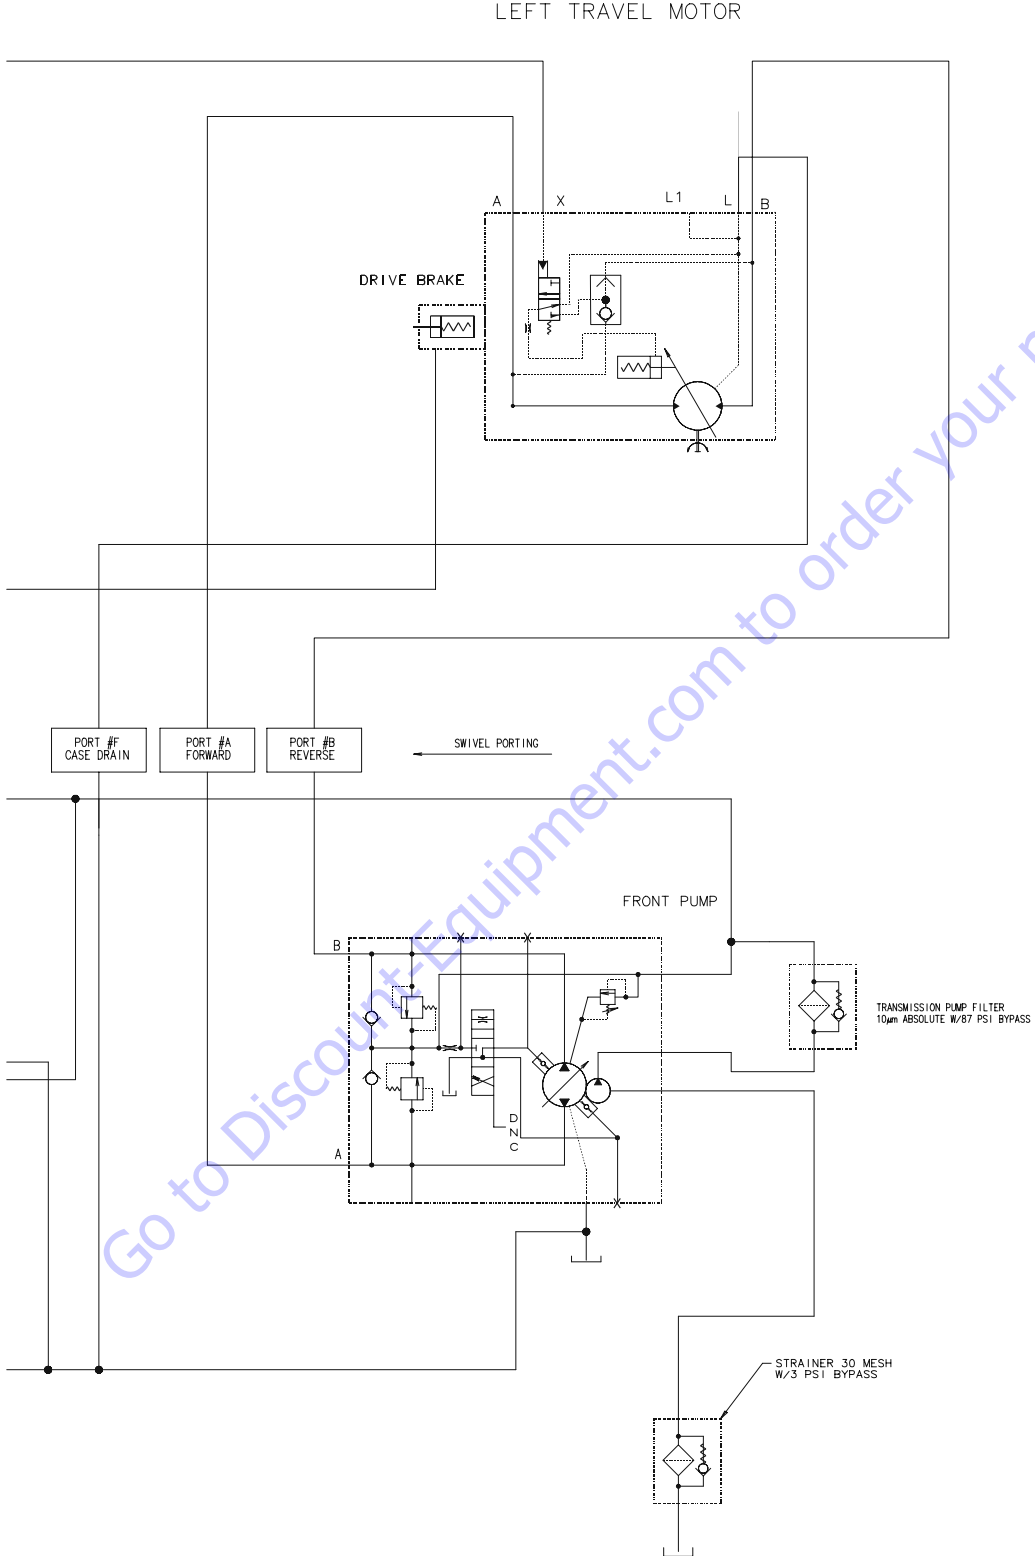 LEFT TRAVEL MOTOR
A
X
L1
L
B
DRIVE BRAKE
PORT #F
CASE DRAIN
PORT #A
FORWARD
PORT #B
REVERSE
SWIVEL PORTING
FRONT PUMP
B
TRANSMISSION PUMP FILTER
10µm ABSOLUTE W/87 PSI BYPASS
D
N
C
A
STRAINER 30 MESH
W/3 PSI BYPASS
Go to Discount-Equipment.com to order your